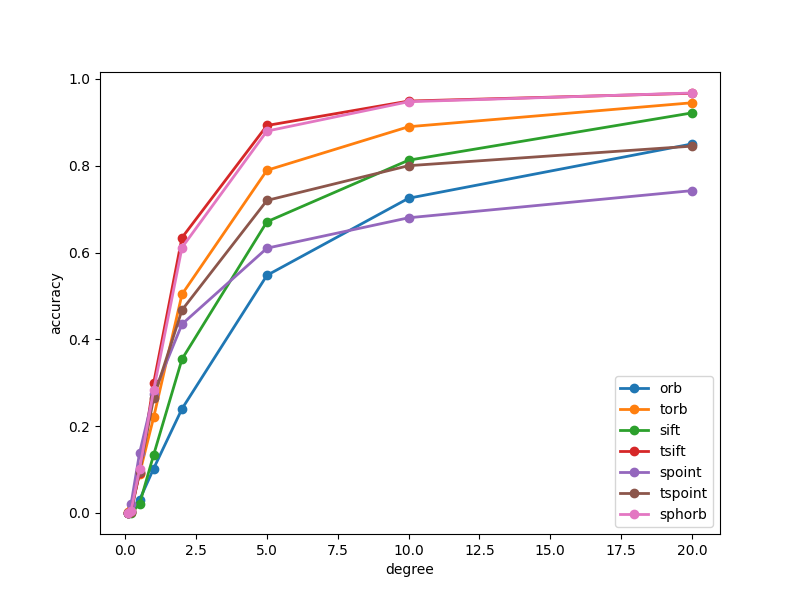 1.0
0.8
0.6
0.4
0.2
0.0
accuracy
0.0 2.5 5.0 7.5 10.0 12.5 15.0 17.5 20.0
degree
orb
torb
sift
tsift
spoint
tspoint
sphorb